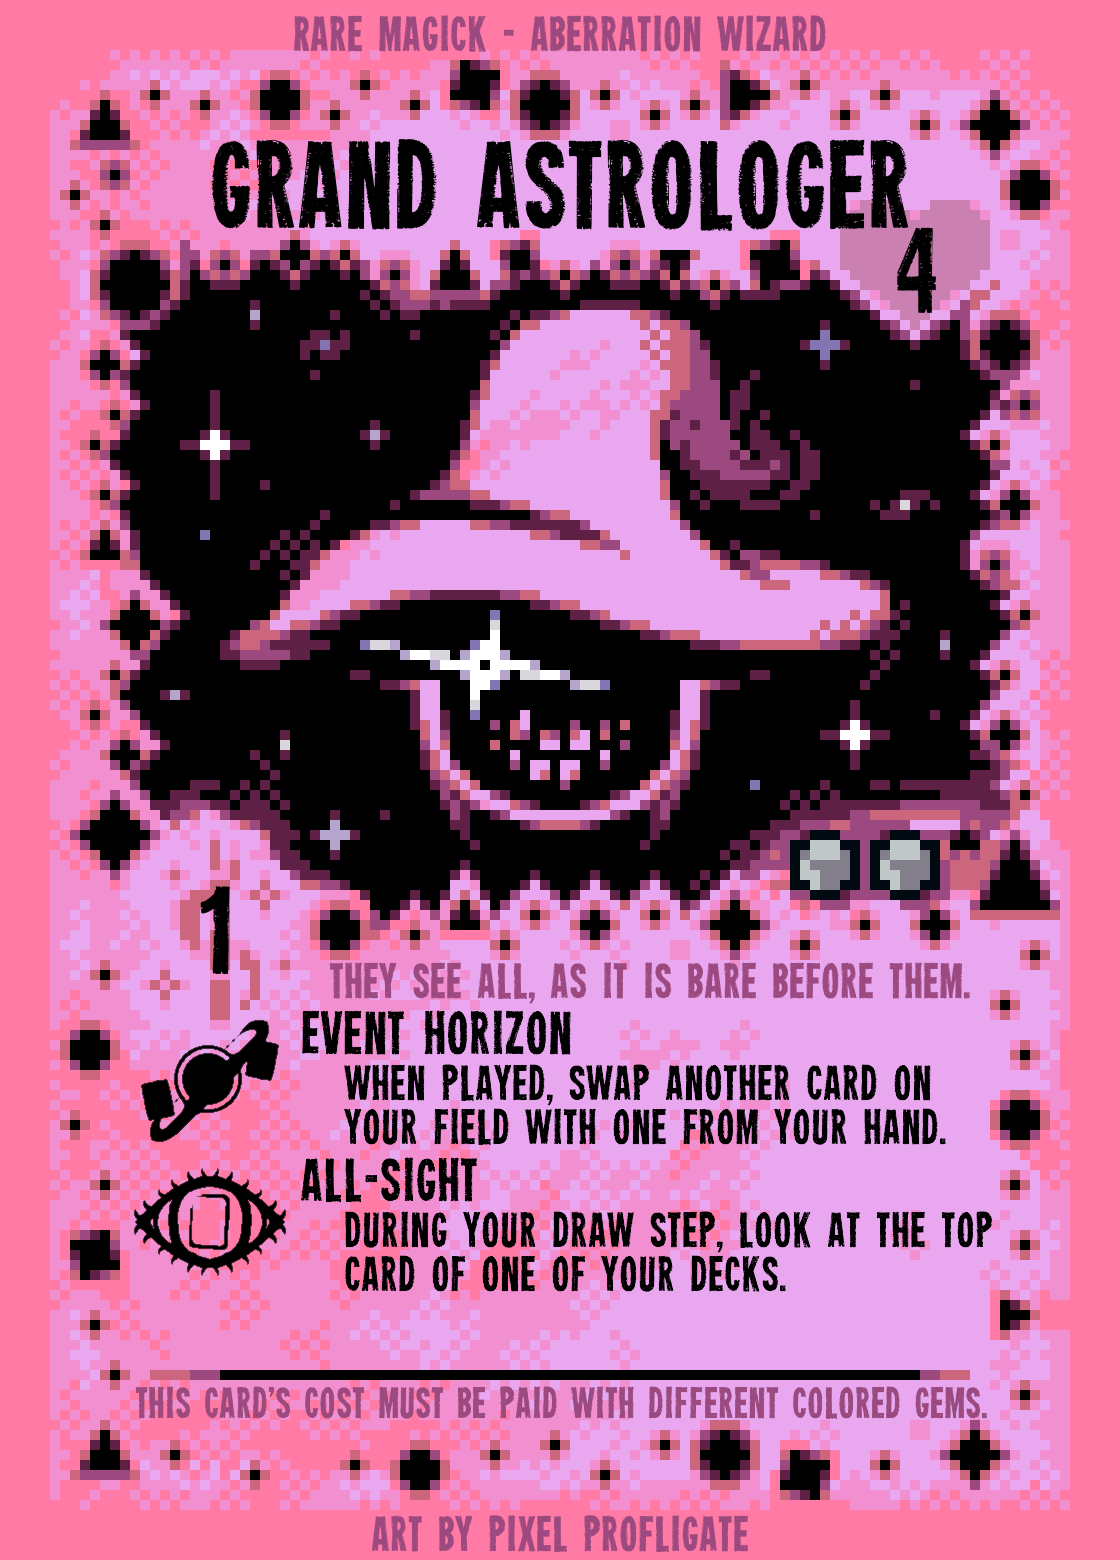 RARE MAGICK - ABERRATION WIZARD
GRAND ASTROLOGER
4
1
THEY SEE ALL, AS IT IS BARE BEFORE THEM.
EVENT HORIZON
WHEN PLAYED, SWAP ANOTHER CARD ON
YOUR FIELD WITH ONE FROM YOUR HAND.
ALL-SIGHT
DURING YOUR DRAW STEP, LOOK AT THE TOP
CARD OF ONE OF YOUR DECKS.
THIS CARD'S COST MUST BE PAID WITH DIFFERENT COLORED GEMS.
ART BY PIXEL PROFLIGATE